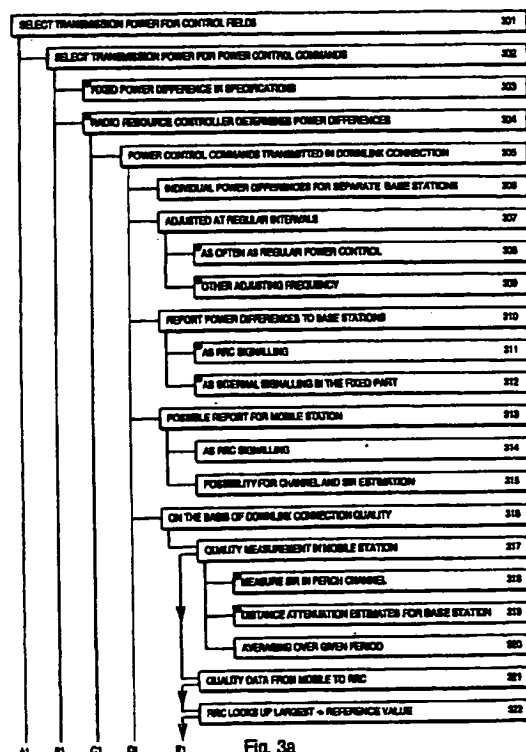 SELECT TRANSMISSION POWER FOR CONTROL FIELDS 301
SELECT TRANSMISSION POWER FOR POWER CONTROL COMMANDS 302
FIXED POWER DIFFERENCE IN SPECIFICATIONS 303
RADIO RESOURCE CONTROLLER DETERMINES POWER DIFFERENCES 304
POWER CONTROL COMMANDS TRANSMITTED IN DOWNLINK CONNECTION 305
INDIVIDUAL POWER DIFFERENCES FOR SEPARATE BASE STATIONS 306
ADJUSTED AT REGULAR INTERVALS 307
AS OFTEN AS REGULAR POWER CONTROL 308
OTHER ADJUSTING FREQUENCY 309
REPORT POWER DIFFERENCES TO BASE STATIONS 310
AS RRC SIGNALLING 311
AS INTERNAL SIGNALLING IN THE FIXED PART 312
POSSIBLE REPORT FOR MOBILE STATION 313
AS RRC SIGNALLING 314
POSSIBILITY FOR CHANNEL AND SIR ESTIMATION 315
ON THE BASIS OF DOWNLINK CONNECTION QUALITY 316
QUALITY MEASUREMENT IN MOBILE STATION 317
MEASURE SIR IN PERCH CHANNEL 318
DISTANCE ATTENUATION ESTIMATES FOR BASE STATION 319
AVERAGING OVER GIVEN PERIOD 320
QUALITY DATA FROM MOBILE TO RRC 321
RRC LOOKS UP LARGEST = REFERENCE VALUE 322
A1 B1 C1 D1 E1
Fig. 3a